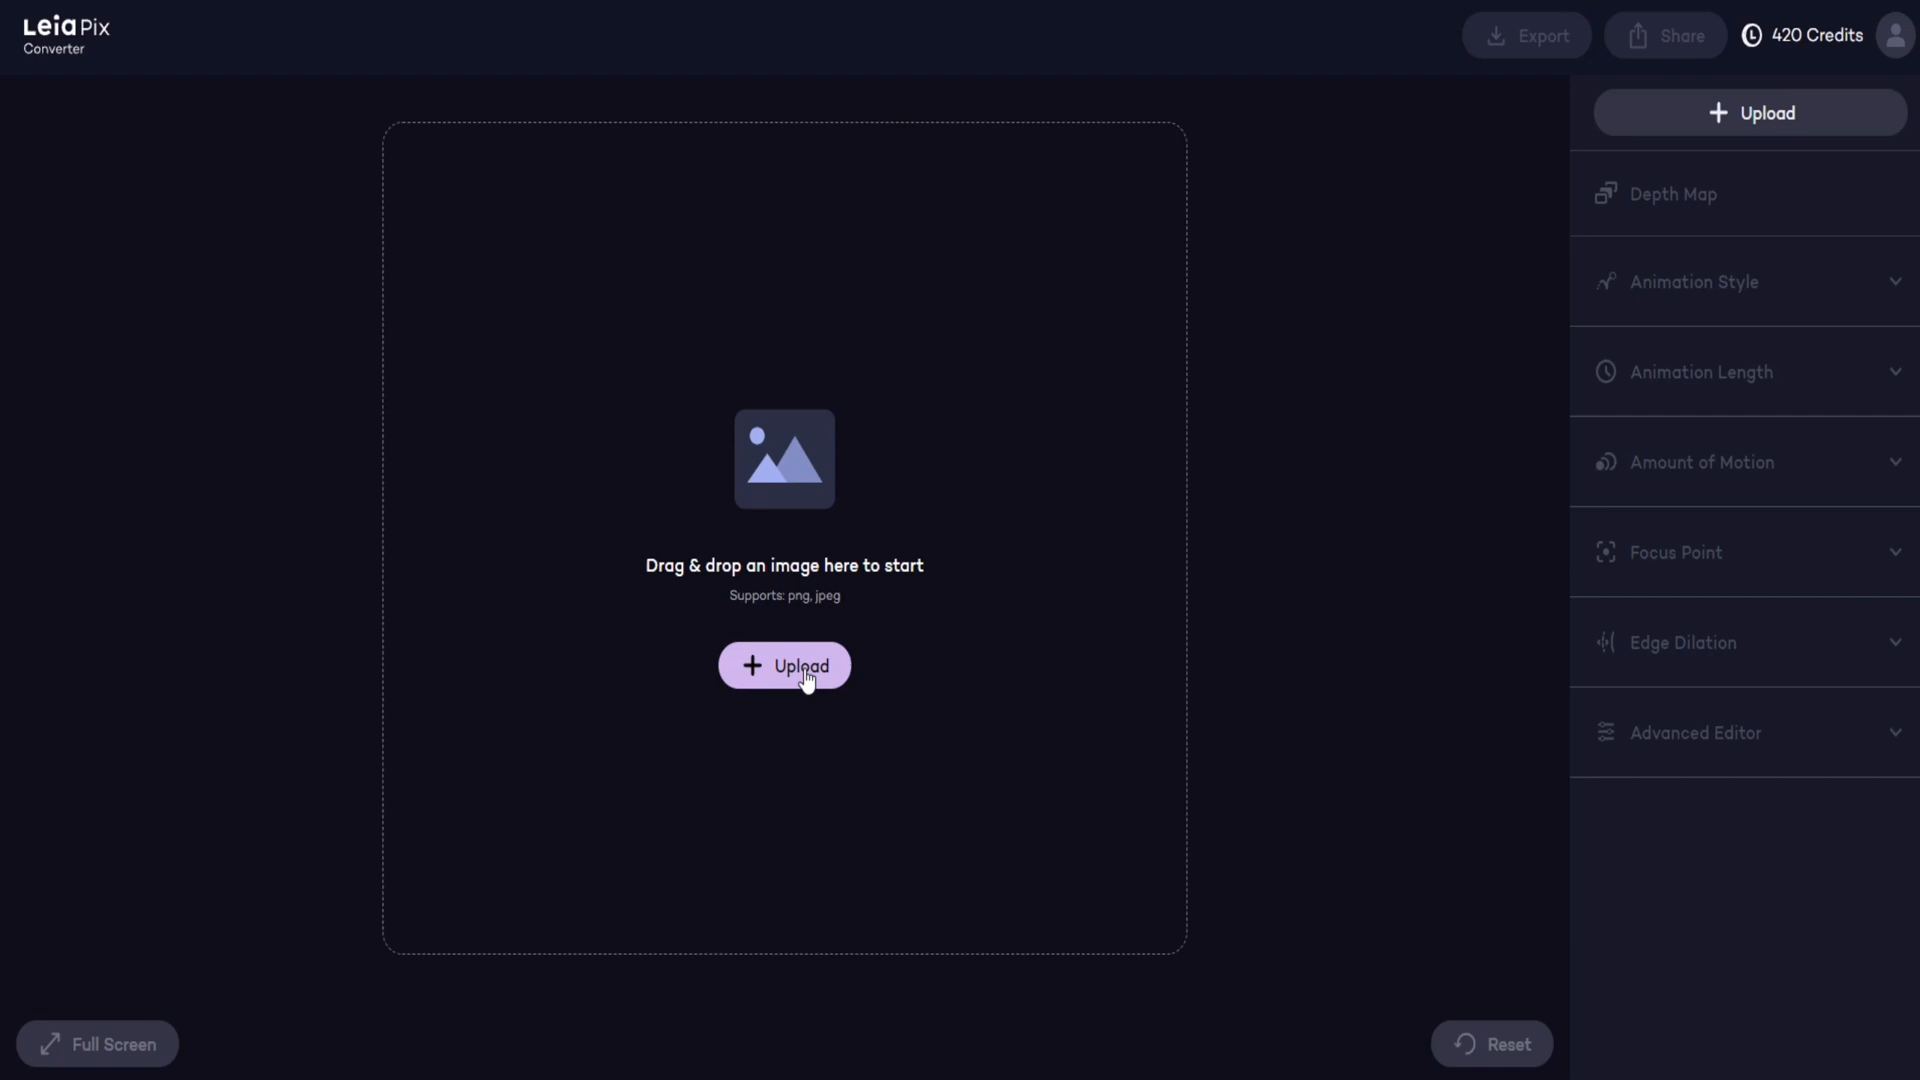 Leia Pix
Converter
Export
Share
420 Credits
Upload
Depth Map
Animation Style
Animation Length
Amount of Motion
Focus Point
Edge Dilation
Advanced Editor
Drag & drop an image here to start
Supports: png, jpeg
Upload
Full Screen
Reset